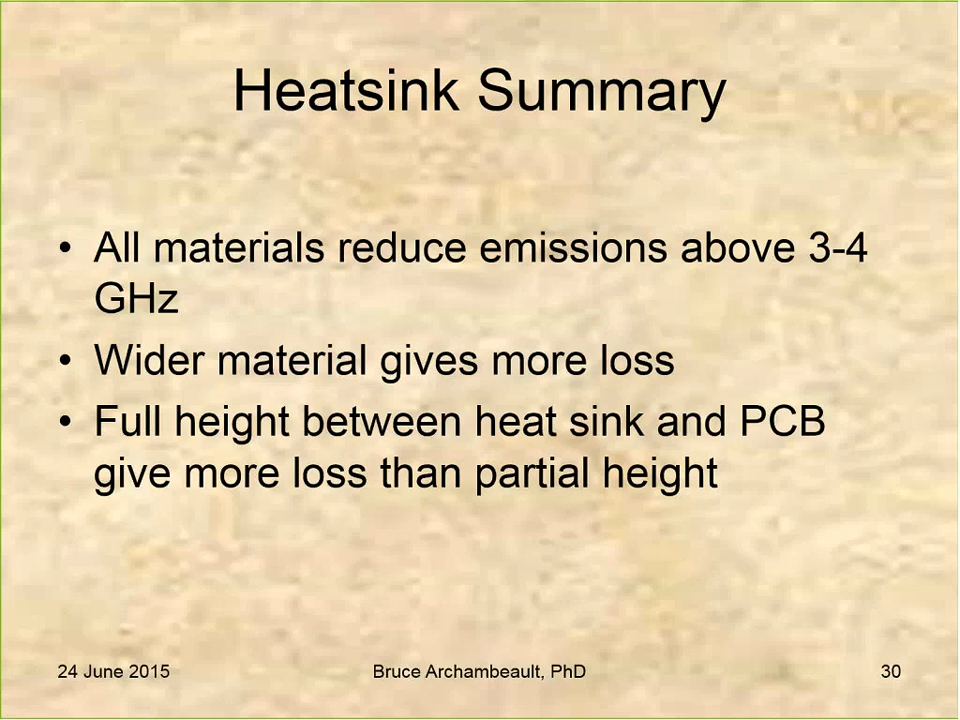 Heatsink Summary
• All materials reduce emissions above 3-4
GHz
• Wider material gives more loss
• Full height between heat sink and PCB
give more loss than partial height
24 June 2015
Bruce Archambeault, PhD
30